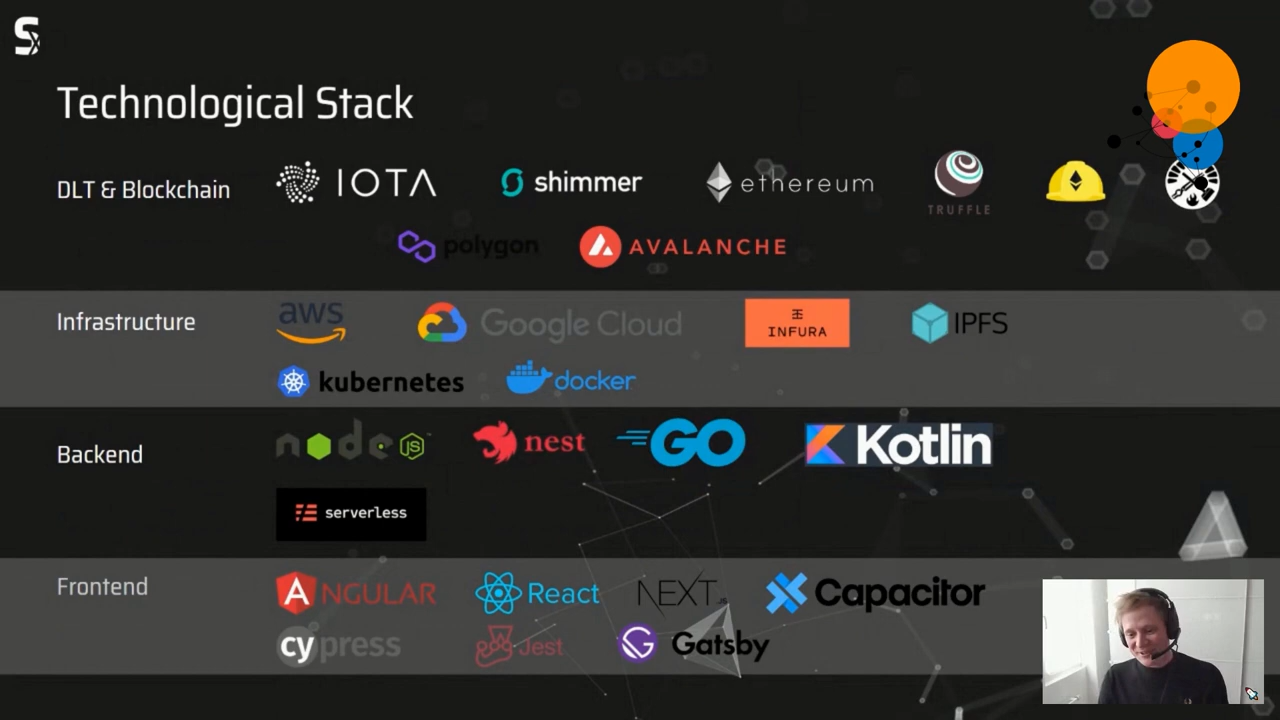 Technological Stack
DLT & Blockchain
IOTA
shimmer
ethereum
TRUFFLE
polygon
AVALANCHE
Infrastructure
aws
Google Cloud
INFURA
IPFS
kubernetes
docker
Backend
node JS
nest
GO
Kotlin
serverless
Frontend
ANGULAR
React
NEXT.js
Capacitor
cypress
Jest
Gatsby